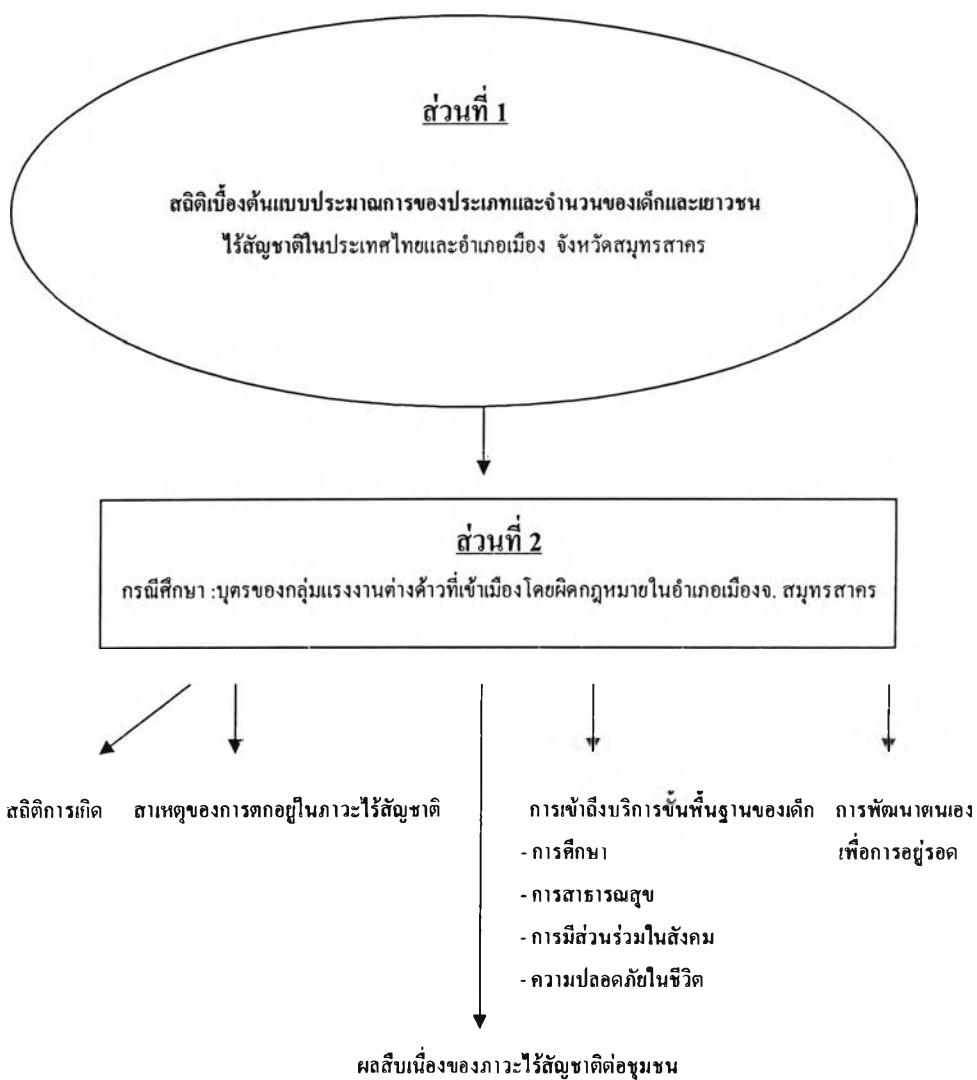 ส่วนที่ 1
สถิติเบื้องต้นแบบประมาณการของประเภทและจำนวนของเด็กและเยาวชน
ไร้สัญชาติในประเทศไทยและอำเภอเมือง จังหวัดสมุทรสาคร
ส่วนที่ 2
กรณีศึกษา :บุตรของกลุ่มแรงงานต่างด้าวที่เข้าเมืองโดยผิดกฎหมายในอำเภอเมืองจ. สมุทรสาคร
สถิติการเกิด
สาเหตุของการตกอยู่ในภาวะไร้สัญชาติ
การเข้าถึงบริการขั้นพื้นฐานของเด็ก
- การศึกษา
- การสาธารณสุข
- การมีส่วนร่วมในสังคม
- ความปลอดภัยในชีวิต
การพัฒนาตนเอง
เพื่อการอยู่รอด
ผลสืบเนื่องของภาวะไร้สัญชาติต่อชุมชน